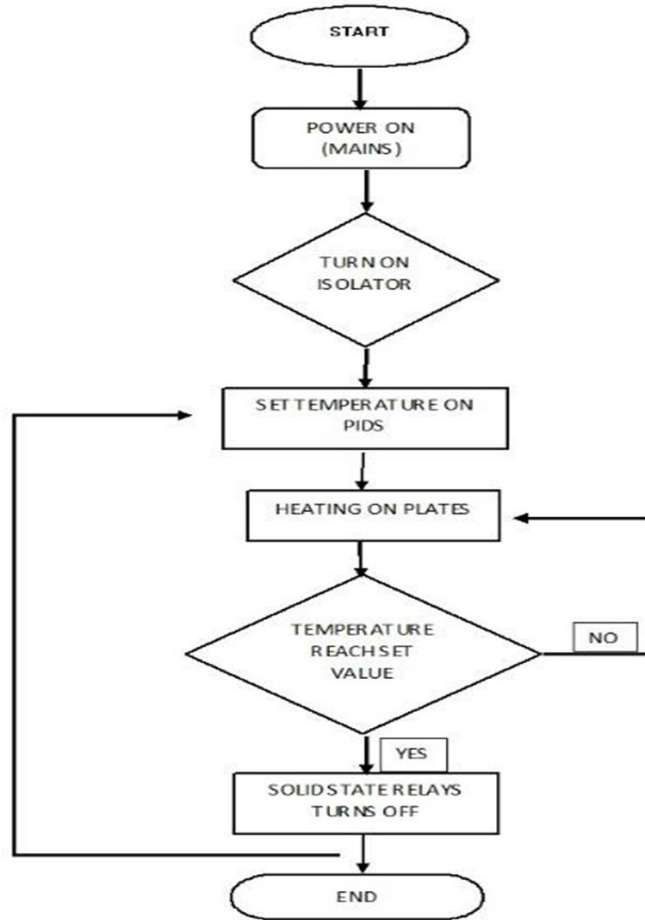 START
POWER ON
(MAINS)
TURN ON
ISOLATOR
SET TEMPERATURE ON
PIDS
HEATING ON PLATES
TEMPERATURE
REACH SET
VALUE
NO
YES
SOLID STATE RELAYS
TURNS OFF
END